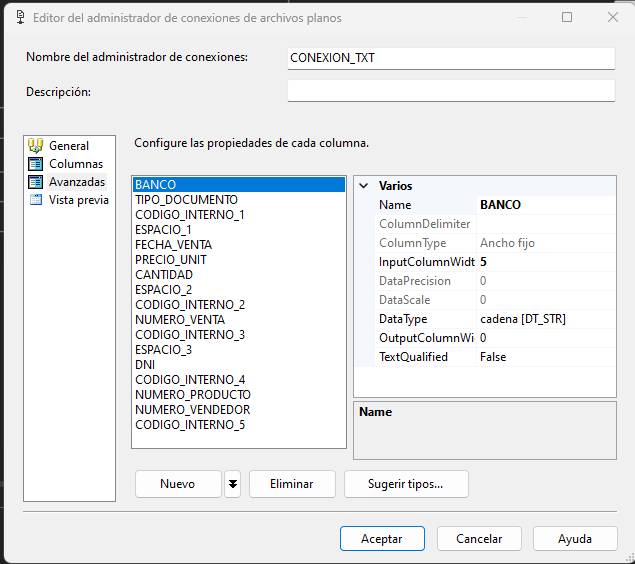 Editor del administrador de conexiones de archivos planos
Nombre del administrador de conexiones: CONEXION_TXT
Descripción:
General
Columnas
Avanzadas
Vista previa
Configure las propiedades de cada columna.
BANCO
TIPO_DOCUMENTO
CODIGO_INTERNO_1
ESPACIO_1
FECHA_VENTA
PRECIO_UNIT
CANTIDAD
ESPACIO_2
CODIGO_INTERNO_2
NUMERO_VENTA
CODIGO_INTERNO_3
ESPACIO_3
DNI
CODIGO_INTERNO_4
NUMERO_PRODUCTO
NUMERO_VENDEDOR
CODIGO_INTERNO_5
Varios
Name BANCO
ColumnDelimiter
ColumnType Ancho fijo
InputColumnWidt 5
DataPrecision 0
DataScale 0
DataType cadena [DT_STR]
OutputColumnWi 0
TextQualified False
Name
Nuevo Eliminar Sugerir tipos...
Aceptar Cancelar Ayuda